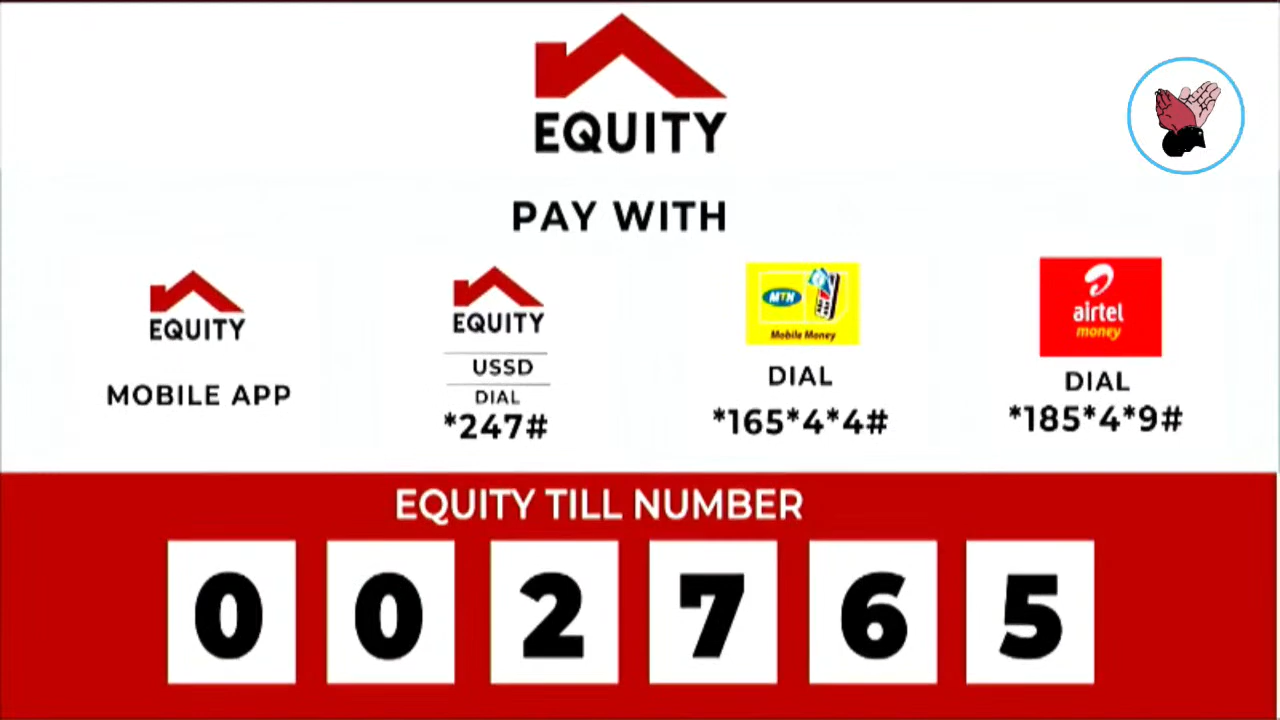 EQUITY
PAY WITH
EQUITY
MOBILE APP
EQUITY
USSD
DIAL
*247#
MTN
Mobile Money
DIAL
*165*4*4#
airtel
money
DIAL
*185*4*9#
EQUITY TILL NUMBER
0 0 2 7 6 5